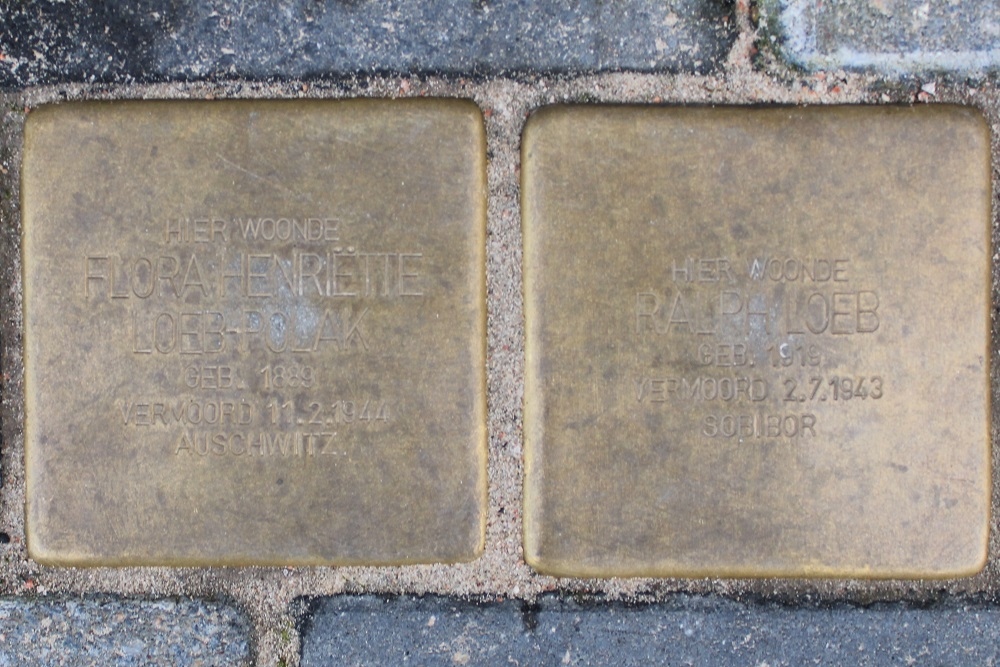 HIER WOONDE
FLORA HENRIËTTE
LOEB-POLAK
GEB. 1889
VERMOORD 11.2.1944
AUSCHWITZ
HIER WOONDE
RALPH LOEB
GEB. 1919
VERMOORD 2.7.1943
SOBIBOR